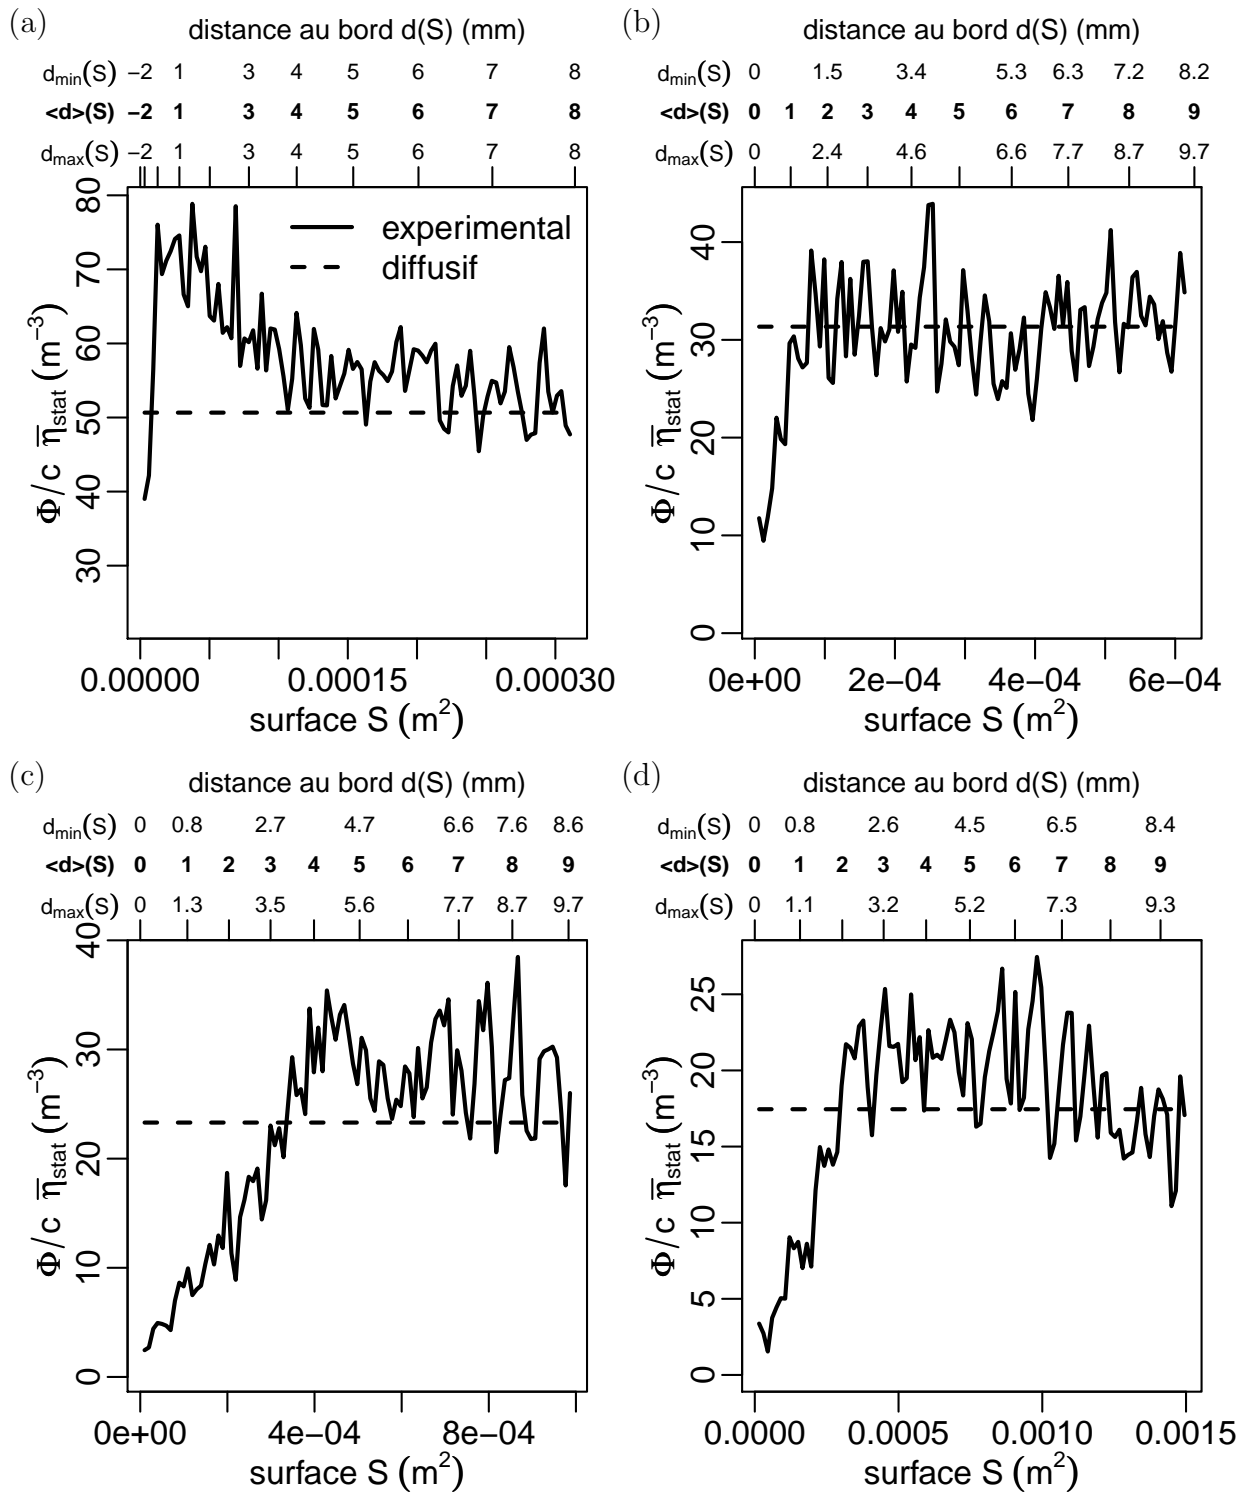 (a)
distance au bord d(S) (mm)
dmin(S) −2 1 3 4 5 6 7 8
<d>(S) −2 1 3 4 5 6 7 8
dmax(S) −2 1 3 4 5 6 7 8
experimental
diffusif
30 40 50 60 70 80
Φ/c η̅stat (m−3)
0.00000 0.00015 0.00030
surface S (m2)
(b)
distance au bord d(S) (mm)
dmin(S) 0 1.5 3.4 5.3 6.3 7.2 8.2
<d>(S) 0 1 2 3 4 5 6 7 8 9
dmax(S) 0 2.4 4.6 6.6 7.7 8.7 9.7
0 10 20 30 40
Φ/c η̅stat (m−3)
0e+00 2e−04 4e−04 6e−04
surface S (m2)
(c)
distance au bord d(S) (mm)
dmin(S) 0 0.8 2.7 4.7 6.6 7.6 8.6
<d>(S) 0 1 2 3 4 5 6 7 8 9
dmax(S) 0 1.3 3.5 5.6 7.7 8.7 9.7
0 10 20 30 40
Φ/c η̅stat (m−3)
0e+00 4e−04 8e−04
surface S (m2)
(d)
distance au bord d(S) (mm)
dmin(S) 0 0.8 2.6 4.5 6.5 8.4
<d>(S) 0 1 2 3 4 5 6 7 8 9
dmax(S) 0 1.1 3.2 5.2 7.3 9.3
0 5 10 15 20 25
Φ/c η̅stat (m−3)
0.0000 0.0005 0.0010 0.0015
surface S (m2)